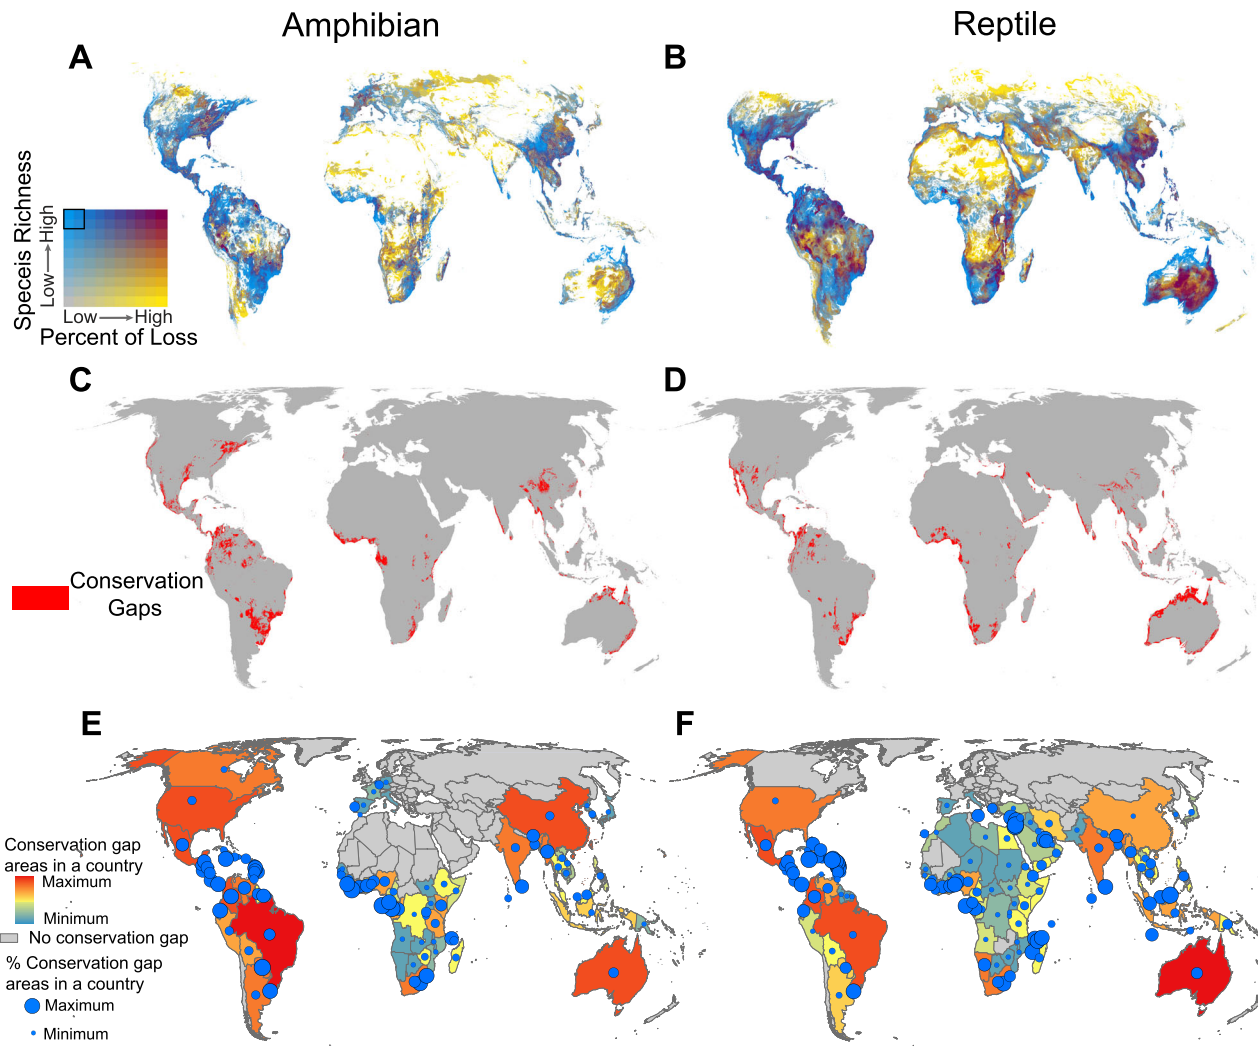 Amphibian
Reptile
A
B
Speceis Richness
Low
High
Low
High
Percent of Loss
C
D
Conservation
Gaps
E
F
Conservation gap
areas in a country
Maximum
Minimum
No conservation gap
% Conservation gap
areas in a country
Maximum
Minimum